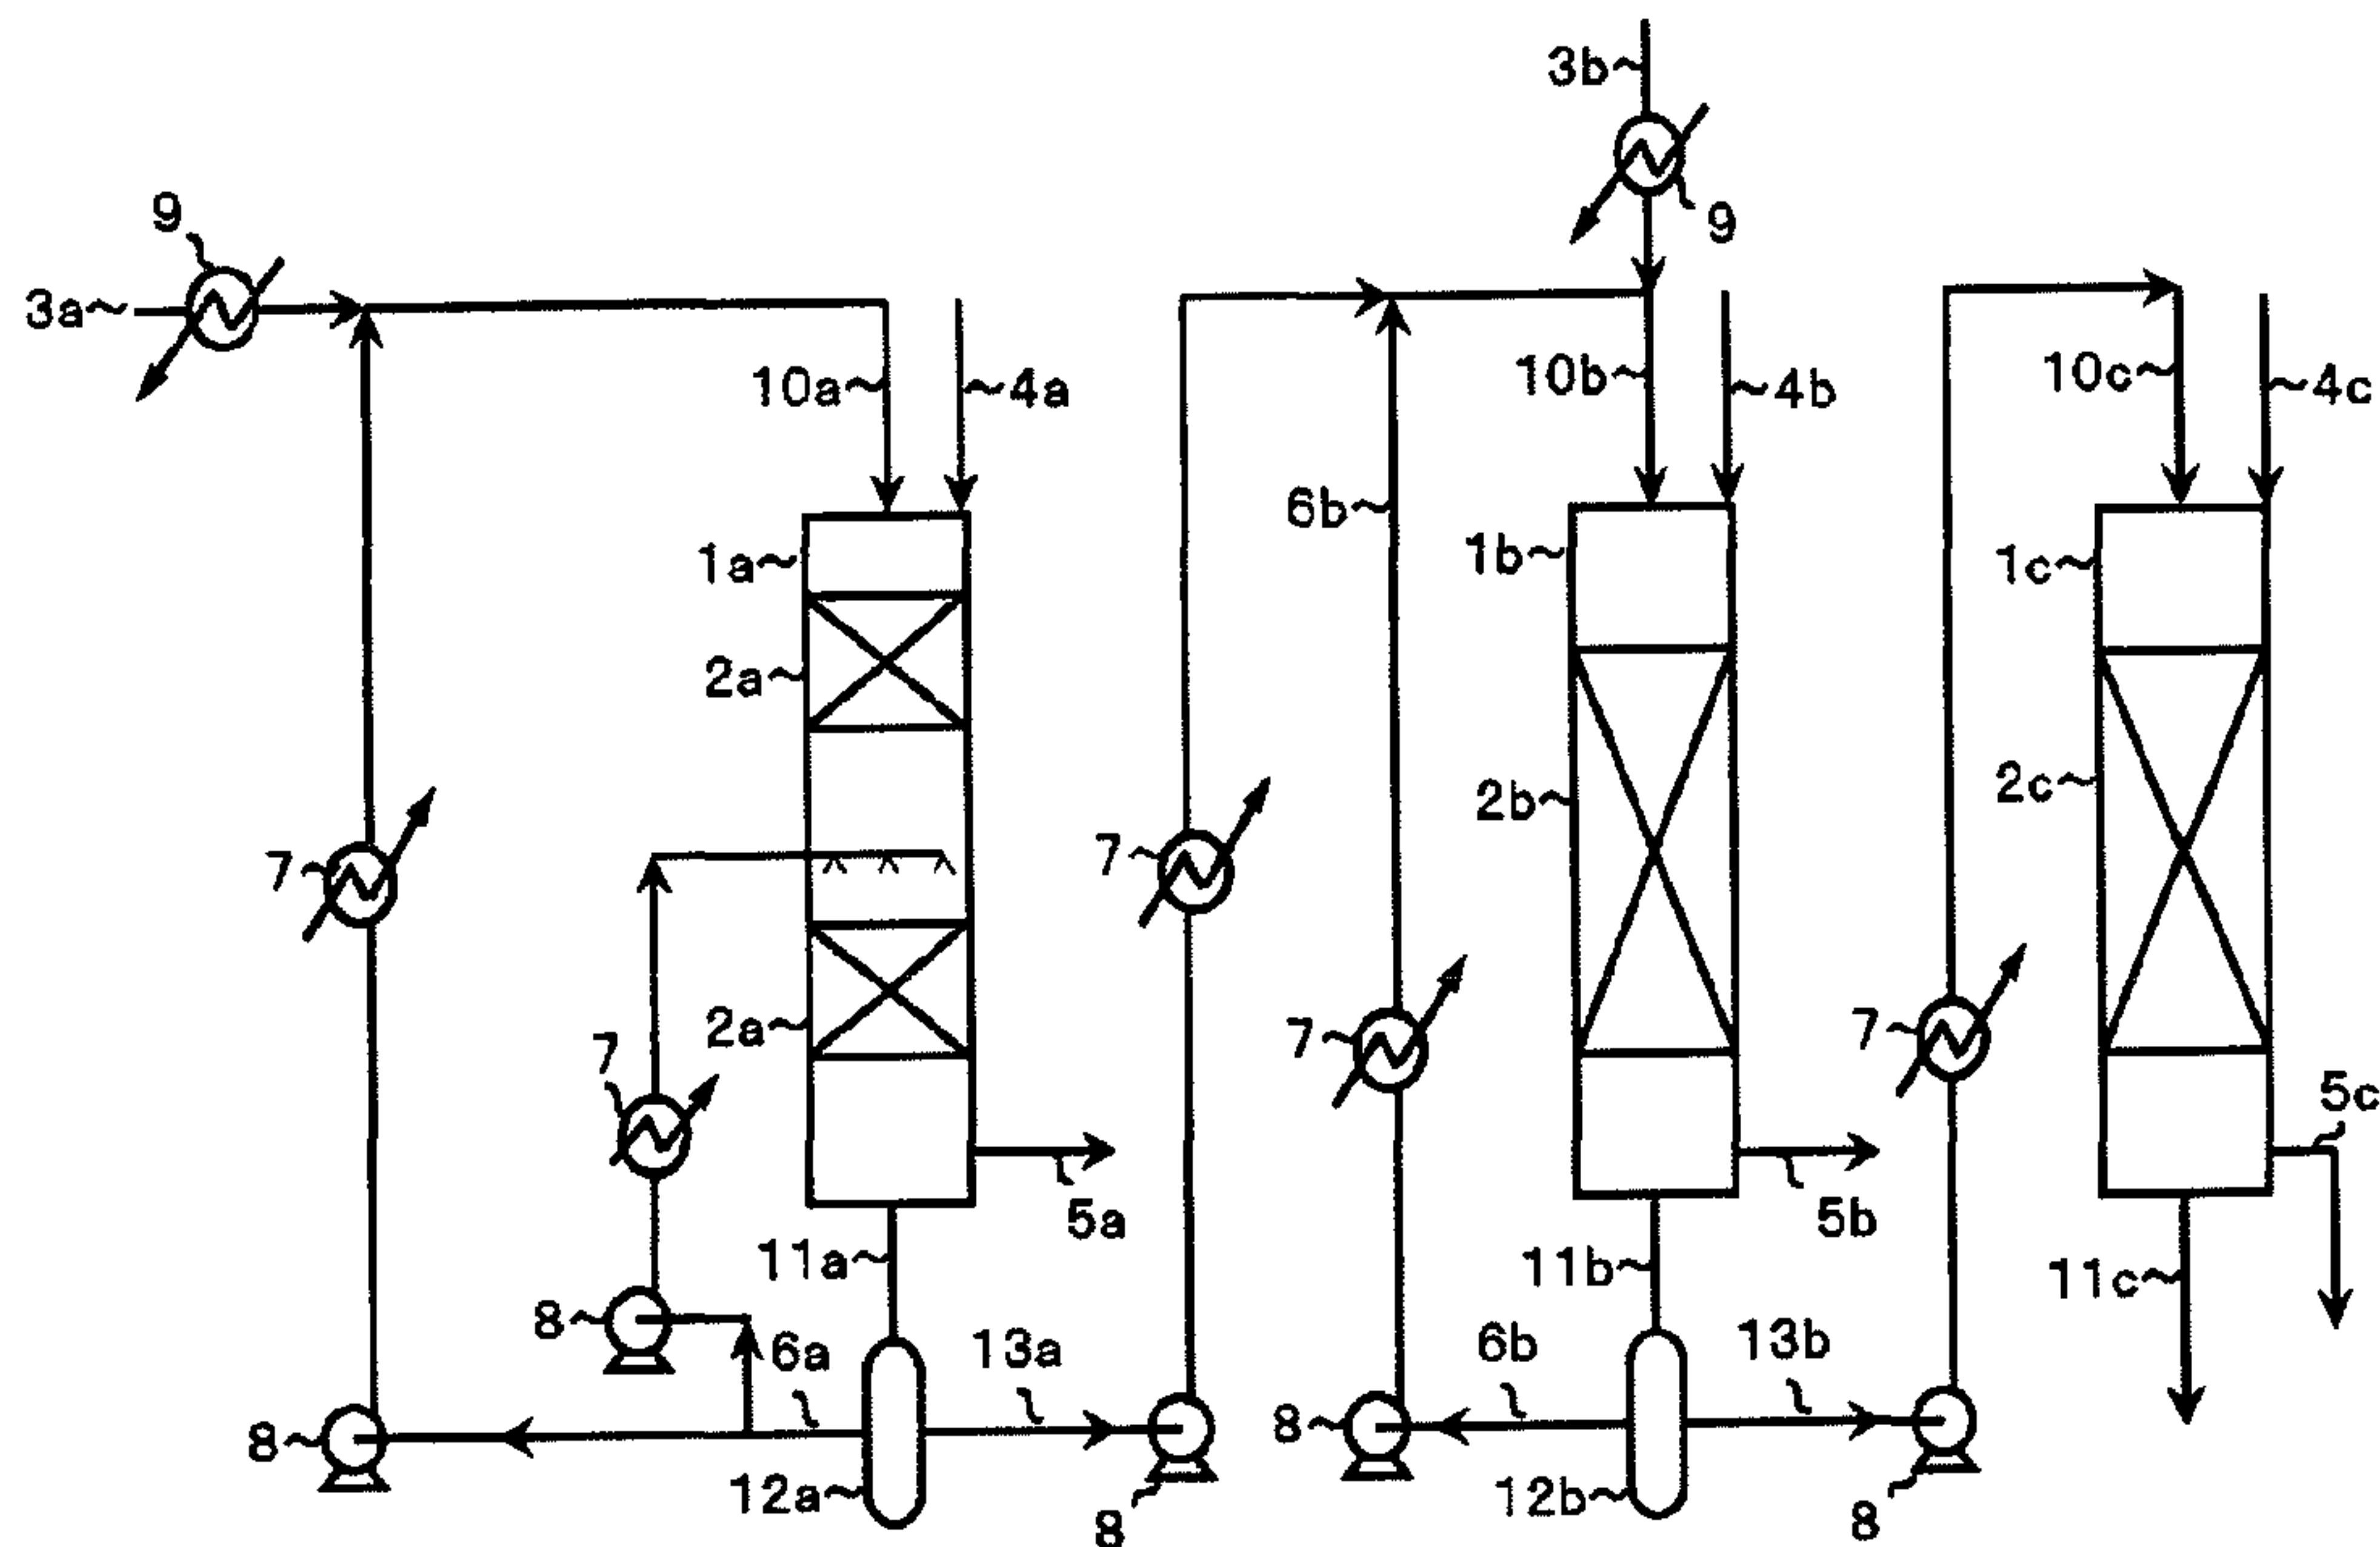 3b~
9
9
3a~
10a~
~4a
10b~
~4b
10c~
~4c
6b~
1a~
1b~
1c~
2a~
2b~
2c~
7~
7~
2a~
7
7~
7~
5c
5a
5b
11a~
11b~
11c~
8~
6a
13a
6b
13b
8~
8~
12a~
12b~
8
8